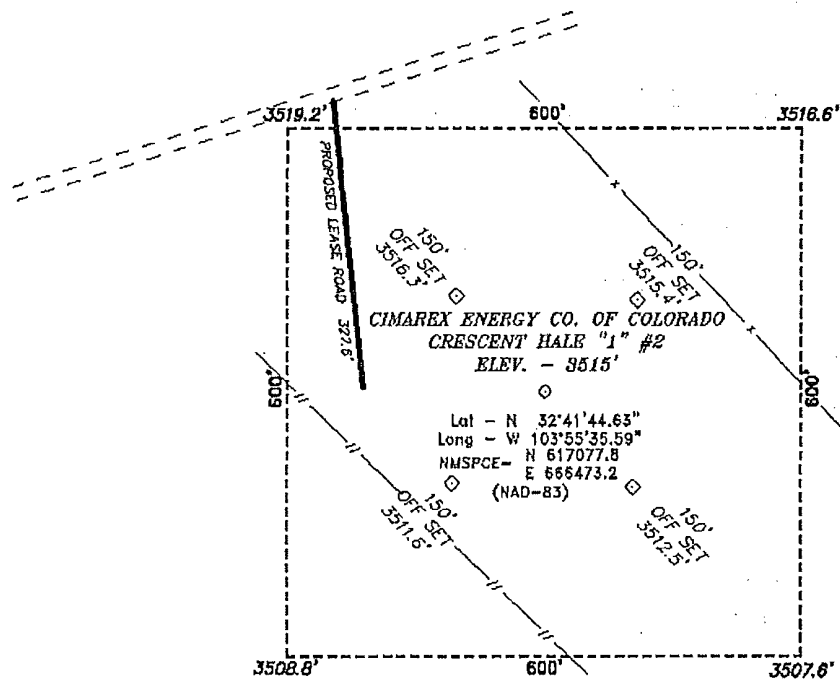 3519.2'
600'
3516.6'
PROPOSED LEASE ROAD 327.6'
150'
OFF SET
3516.3'
150'
OFF SET
3515.4'
CIMAREX ENERGY CO. OF COLORADO
CRESCENT HALE "1" #2
ELEV. - 3515'
600'
600'
Lat - N 32°41'44.63"
Long - W 103°55'35.59"
NMSPCE- N 617077.8
E 666473.2
(NAD-83)
150'
OFF SET
3511.6'
150'
OFF SET
3512.5'
3508.8'
600'
3507.6'